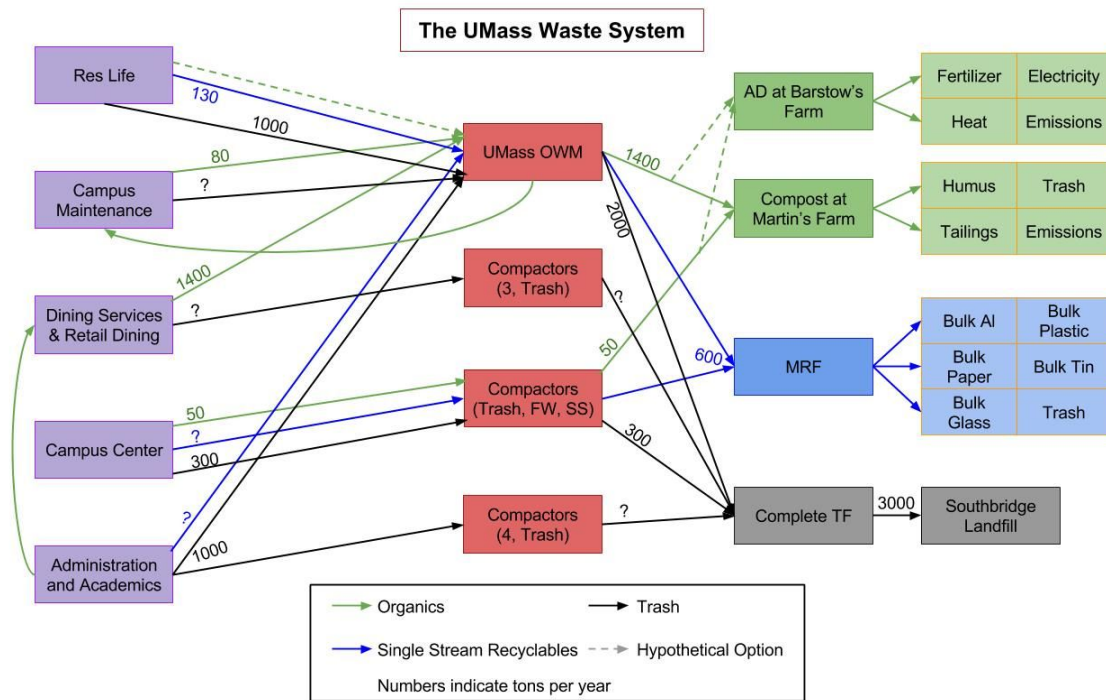 The UMass Waste System
Res Life
130
1000
80
Campus
Maintenance
?
1400
Dining Services
& Retail Dining
?
50
Campus Center
?
300
?
1000
Administration
and Academics
UMass OWM
Compactors
(3, Trash)
Compactors
(Trash, FW, SS)
Compactors
(4, Trash)
1400
2000
?
50
600
300
?
AD at Barstow's
Farm
Compost at
Martin's Farm
MRF
Complete TF
3000
Fertilizer
Electricity
Heat
Emissions
Humus
Trash
Tailings
Emissions
Bulk Al
Bulk
Plastic
Bulk
Paper
Bulk Tin
Bulk
Glass
Trash
Southbridge
Landfill
Organics
Trash
Single Stream Recyclables
Hypothetical Option
Numbers indicate tons per year